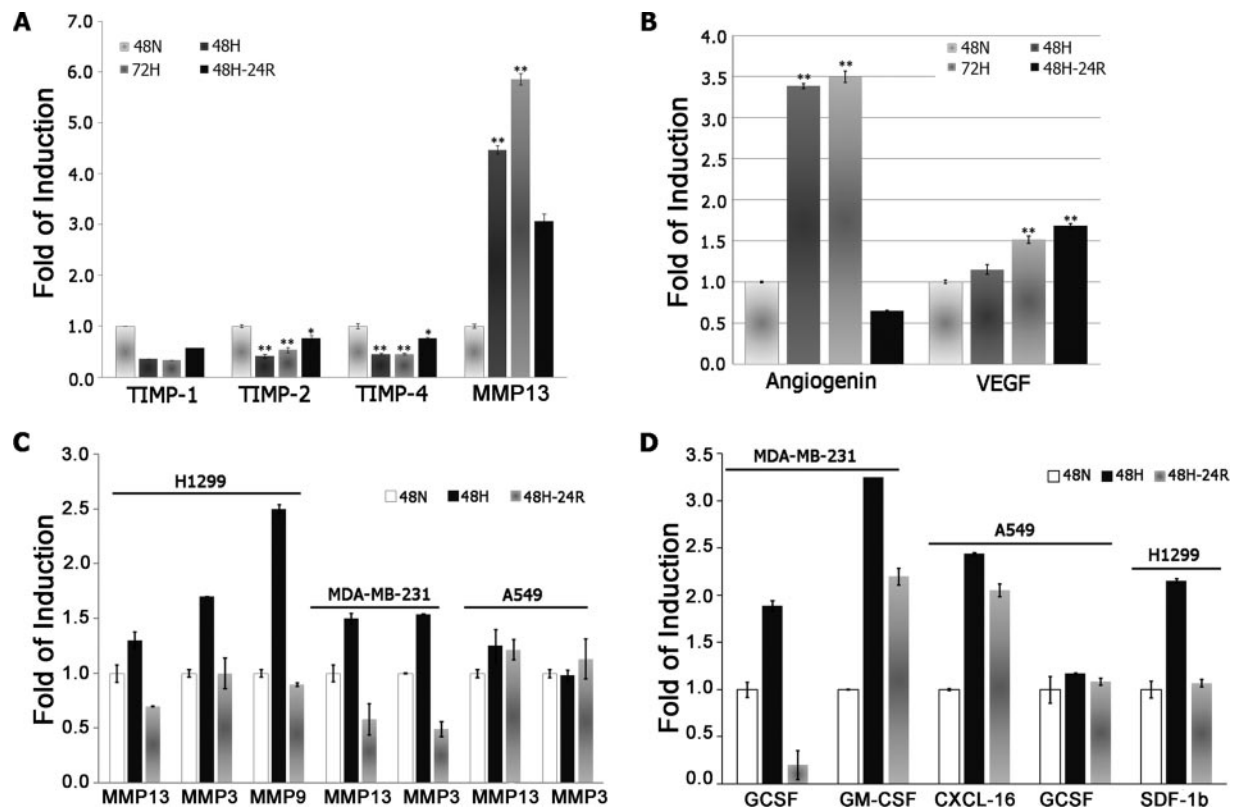 A
Fold of Induction
7.0
6.0
5.0
4.0
3.0
2.0
1.0
0.0
48N 48H
72H 48H-24R
** ** * ** ** * ** **
TIMP-1 TIMP-2 TIMP-4 MMP13
B
Fold of Induction
4.0
3.5
3.0
2.5
2.0
1.5
1.0
0.5
0.0
48N 48H
72H 48H-24R
** ** ** **
Angiogenin VEGF
C
Fold of Induction
3.0
2.5
2.0
1.5
1.0
0.5
0.0
H1299
48N 48H 48H-24R
MDA-MB-231 A549
MMP13 MMP3 MMP9 MMP13 MMP3 MMP13 MMP3
D
Fold of Induction
3.5
3.0
2.5
2.0
1.5
1.0
0.5
0.0
MDA-MB-231
48N 48H 48H-24R
A549
H1299
GCSF GM-CSF CXCL-16 GCSF SDF-1b